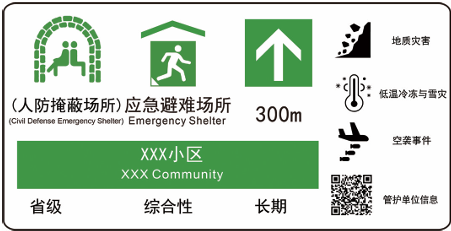 (人防掩蔽场所)
(Civil Defense Emergency Shelter)
应急避难场所
Emergency Shelter
300m
XXX小区
XXX Community
省级
综合性
长期
地质灾害
低温冷冻与雪灾
空袭事件
管护单位信息